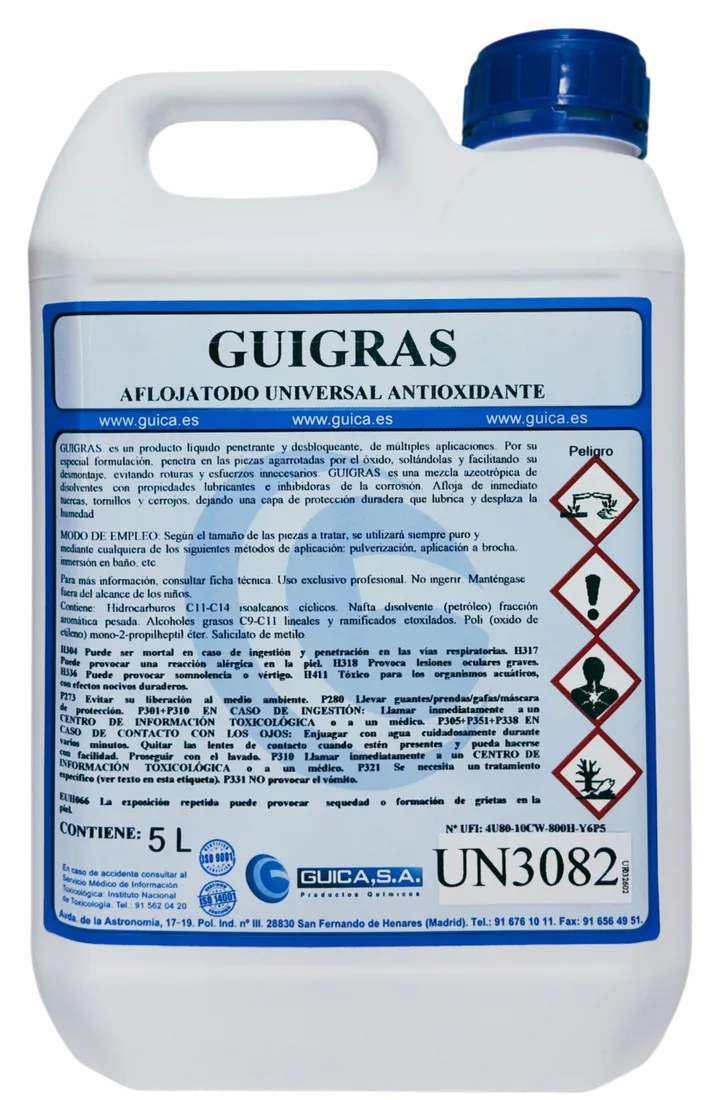 GUIGRAS
AFLOJATODO UNIVERSAL ANTIOXIDANTE
www.guica.es www.guica.es www.guica.es
GUIGRAS es un producto líquido penetrante y desbloqueante, de múltiples aplicaciones. Por su
especial formulación, penetra en las piezas agarrotadas por el óxido, soltándolas y facilitando su
desmontaje, evitando roturas y esfuerzos innecesarios. GUIGRAS es una mezcla azeotrópica de
disolventes con propiedades lubricantes e inhibidoras de la corrosión. Afloja de inmediato
tuercas, tornillos y cerrojos, dejando una capa de protección duradera que lubrica y desplaza la
humedad
Peligro
MODO DE EMPLEO: Según el tamaño de las piezas a tratar, se utilizará siempre puro y
mediante cualquiera de los siguientes métodos de aplicación: pulverización, aplicación a brocha,
inmersión en baño, etc
Para más información, consultar ficha técnica. Uso exclusivo profesional. No ingerir. Manténgase
fuera del alcance de los niños.
Contiene: Hidrocarburos C11-C14 isoalcanos cíclicos. Nafta disolvente (petróleo) fracción
aromática pesada. Alcoholes grasos C9-C11 lineales y ramificados etoxilados. Poli (oxido de
etileno) mono-2-propilheptil éter. Salicilato de metilo
H304 Puede ser mortal en caso de ingestión y penetración en las vías respiratorias. H317
Puede provocar una reacción alérgica en la piel. H318 Provoca lesiones oculares graves.
H336 Puede provocar somnolencia o vértigo. H411 Tóxico para los organismos acuáticos,
con efectos nocivos duraderos.
P273 Evitar su liberación al medio ambiente. P280 Llevar guantes/prendas/gafas/máscara
de protección. P301+P310 EN CASO DE INGESTIÓN: Llamar inmediatamente a un
CENTRO DE INFORMACIÓN TOXICOLÓGICA o a un médico. P305+P351+P338 EN
CASO DE CONTACTO CON LOS OJOS: Enjuagar con agua cuidadosamente durante
varios minutos. Quitar las lentes de contacto cuando estén presentes y pueda hacerse
con facilidad. Proseguir con el lavado. P310 Llamar inmediatamente a un CENTRO DE
INFORMACIÓN TOXICOLÓGICA o a un médico. P321 Se necesita un tratamiento
específico (ver texto en esta etiqueta). P331 NO provocar el vómito.
EUH066 La exposición repetida puede provocar sequedad o formación de grietas en la
piel.
CONTIENE: 5 L
Nº UFI: 4U80-10CW-800H-Y6P5
ISO 9001
ISO 14001
En caso de accidente consultar al
Servicio Médico de Información
Toxicológica: Instituto Nacional
de Toxicología. Tel.: 91 562 04 20
GUICA,S.A.
Productos Químicos
UN3082
Avda. de la Astronomía, 17-19. Pol. Ind. nº III. 28830 San Fernando de Henares (Madrid). Tel.: 91 676 10 11. Fax: 91 656 49 51.